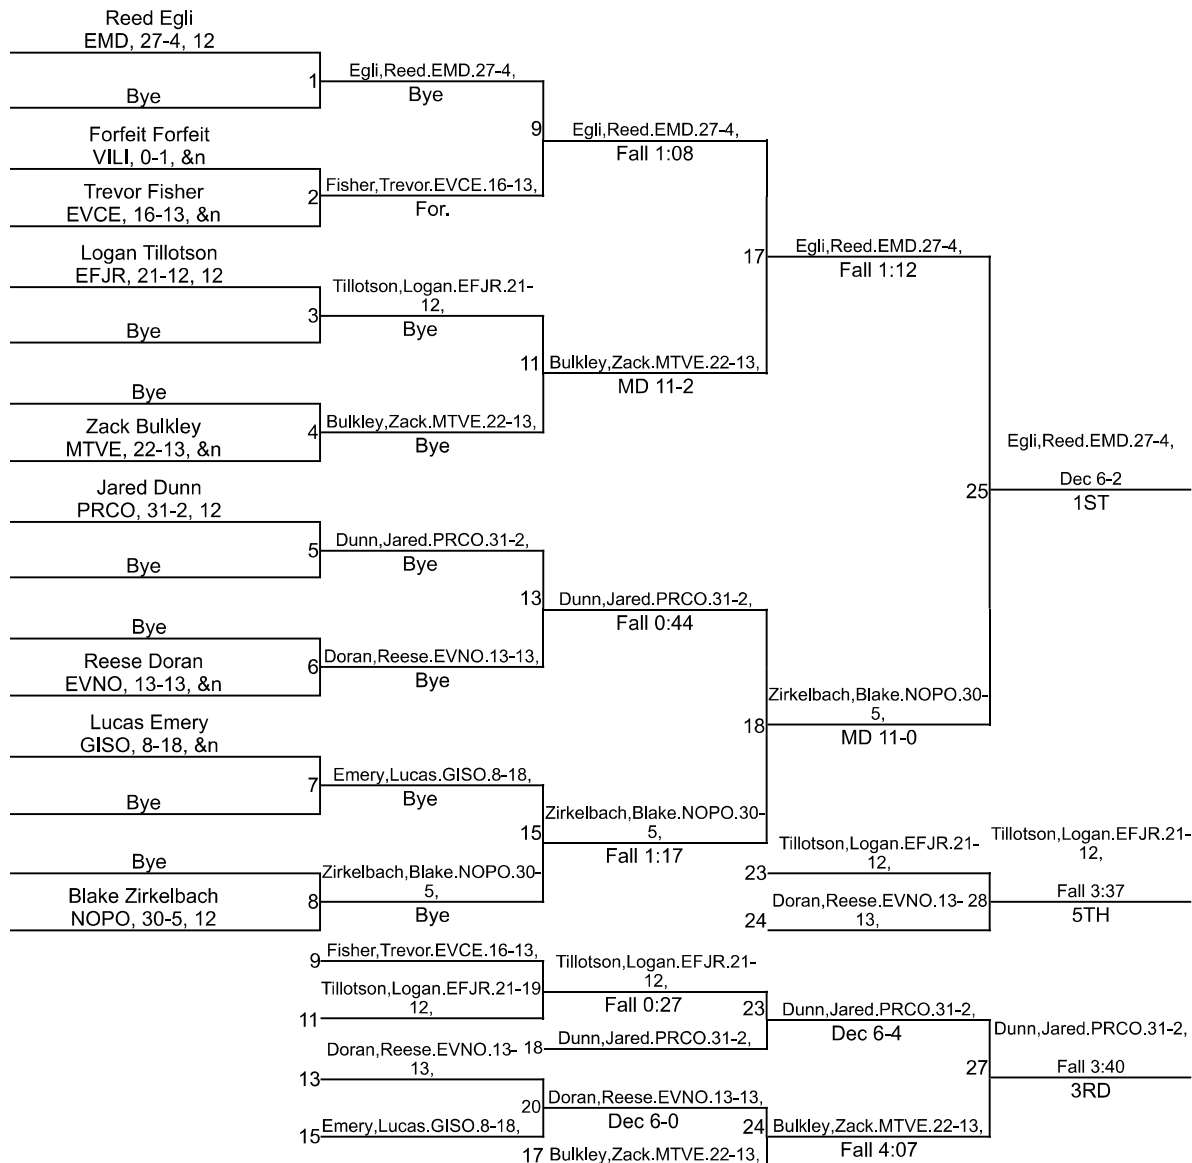 Reed Egli
EMD, 27-4, 12
1
Egli,Reed.EMD.27-4,
Bye
Bye
9
Egli,Reed.EMD.27-4,
Fall 1:08
Forfeit Forfeit
VILI, 0-1, &n
2
Fisher,Trevor.EVCE.16-13,
For.
Trevor Fisher
EVCE, 16-13, &n
17
Egli,Reed.EMD.27-4,
Fall 1:12
Logan Tillotson
EFJR, 21-12, 12
3
Tillotson,Logan.EFJR.21-
12,
Bye
Bye
11
Bulkley,Zack.MTVE.22-13,
MD 11-2
Bye
4
Bulkley,Zack.MTVE.22-13,
Bye
Zack Bulkley
MTVE, 22-13, &n
25
Egli,Reed.EMD.27-4,
Dec 6-2
1ST
Jared Dunn
PRCO, 31-2, 12
5
Dunn,Jared.PRCO.31-2,
Bye
Bye
13
Dunn,Jared.PRCO.31-2,
Fall 0:44
Bye
6
Doran,Reese.EVNO.13-13,
Bye
Reese Doran
EVNO, 13-13, &n
18
Zirkelbach,Blake.NOPO.30-
5,
MD 11-0
Lucas Emery
GISO, 8-18, &n
7
Emery,Lucas.GISO.8-18,
Bye
Bye
15
Zirkelbach,Blake.NOPO.30-
5,
Fall 1:17
Bye
8
Zirkelbach,Blake.NOPO.30-
5,
Bye
Blake Zirkelbach
NOPO, 30-5, 12
23
Tillotson,Logan.EFJR.21-
12,
24
Doran,Reese.EVNO.13-
13,
28
Tillotson,Logan.EFJR.21-
12,
Fall 3:37
5TH
9
Fisher,Trevor.EVCE.16-13,
11
Tillotson,Logan.EFJR.21-
12,
19
Tillotson,Logan.EFJR.21-
12,
Fall 0:27
18
Dunn,Jared.PRCO.31-2,
23
Dunn,Jared.PRCO.31-2,
Dec 6-4
13
Doran,Reese.EVNO.13-
13,
15
Emery,Lucas.GISO.8-18,
20
Doran,Reese.EVNO.13-13,
Dec 6-0
17
Bulkley,Zack.MTVE.22-13,
24
Bulkley,Zack.MTVE.22-13,
Fall 4:07
27
Dunn,Jared.PRCO.31-2,
Fall 3:40
3RD